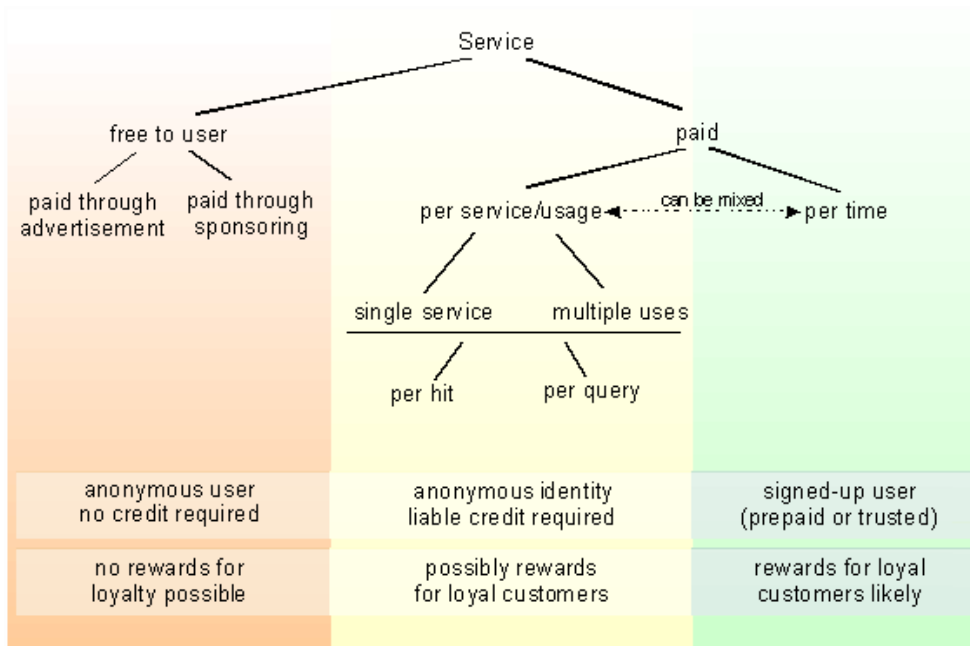 Service
free to user
paid
paid through
advertisement
paid through
sponsoring
per service/usage
can be mixed
per time
single service
multiple uses
per hit
per query
anonymous user
no credit required
anonymous identity
liable credit required
signed-up user
(prepaid or trusted)
no rewards for
loyalty possible
possibly rewards
for loyal customers
rewards for loyal
customers likely